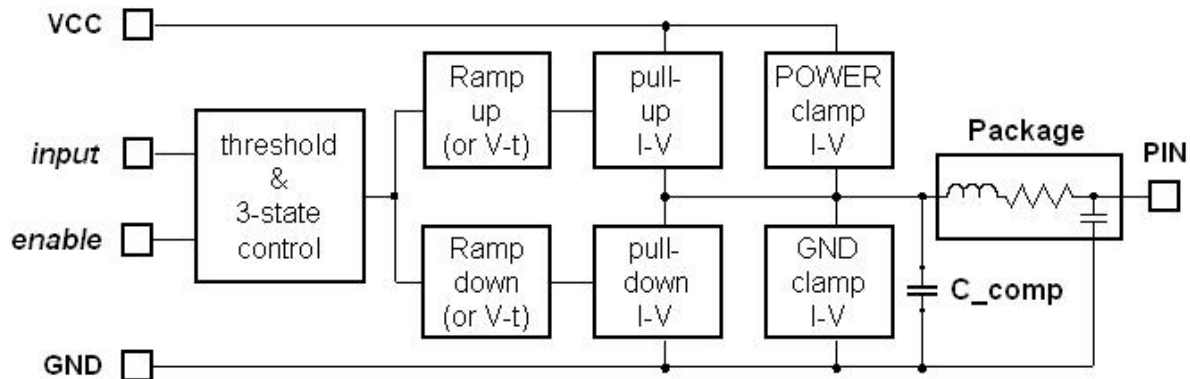 VCC
input
enable
GND
threshold
&
3-state
control
Ramp
up
(or V-t)
pull-
up
I-V
POWER
clamp
I-V
Ramp
down
(or V-t)
pull-
down
I-V
GND
clamp
I-V
C_comp
Package
PIN